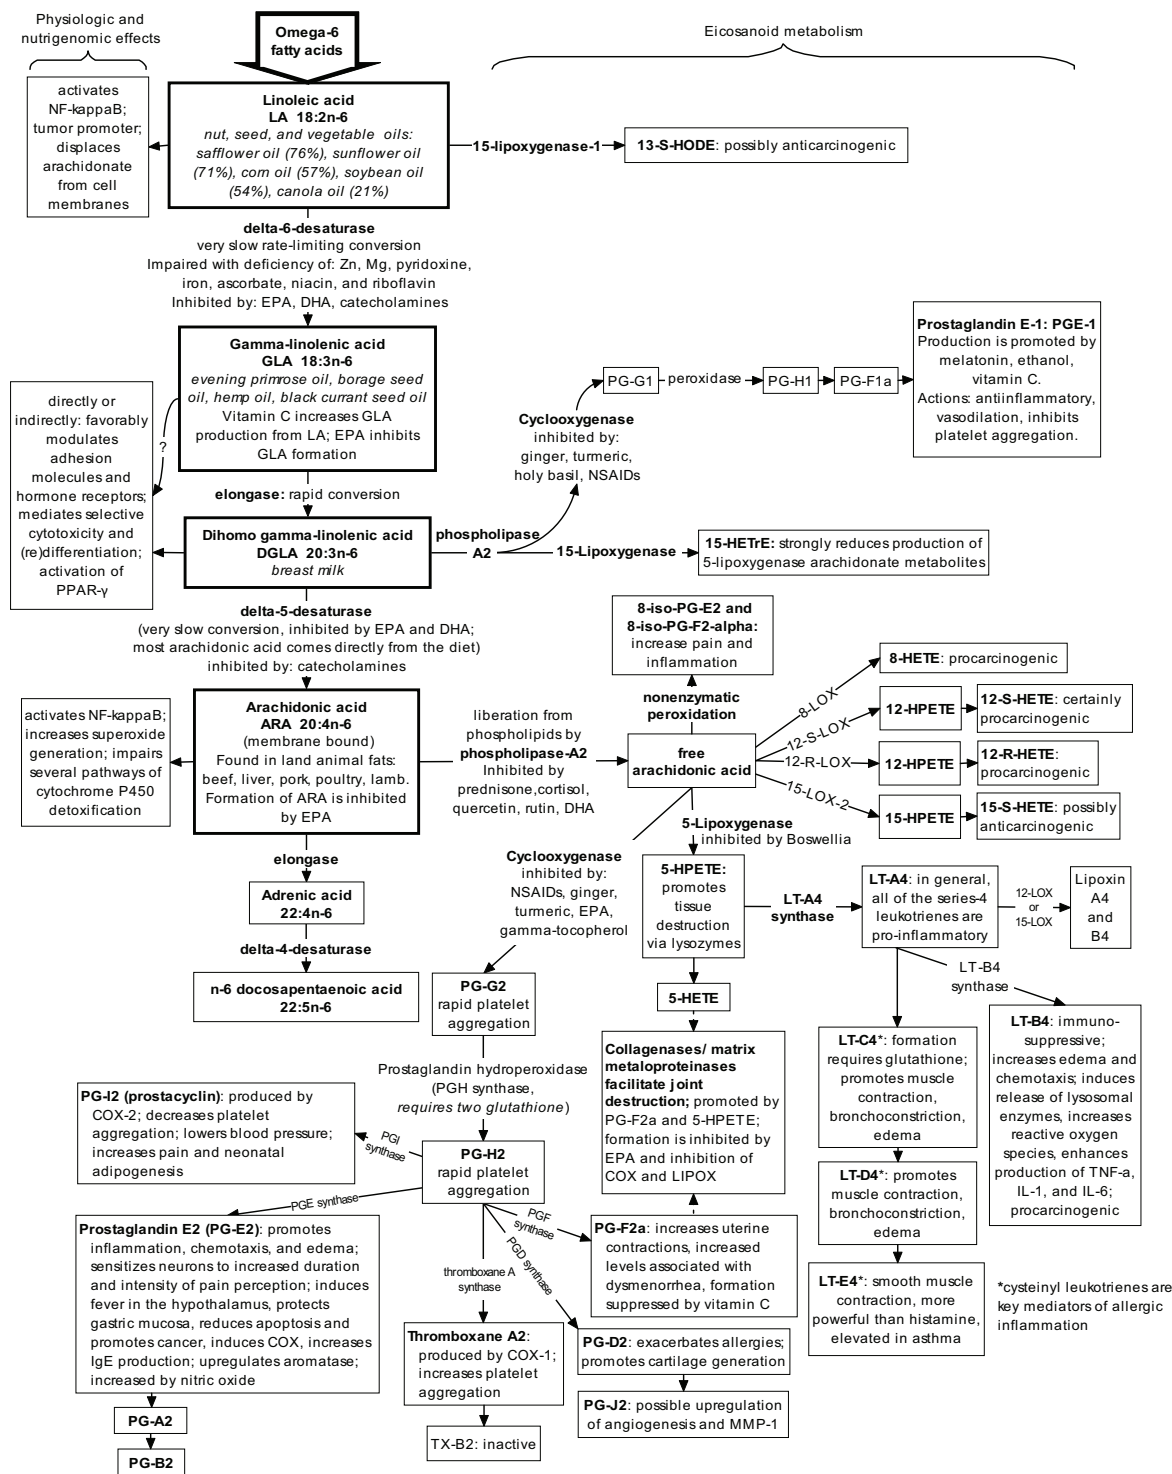 Physiologic and
nutrigenomic effects
Omega-6
fatty acids
Eicosanoid metabolism
activates
NF-kappaB;
tumor promoter;
displaces
arachidonate
from cell
membranes
Linoleic acid
LA 18:2n-6
nut, seed, and vegetable oils:
safflower oil (76%), sunflower oil
(71%), corn oil (57%), soybean oil
(54%), canola oil (21%)
15-lipoxygenase-1
13-S-HODE: possibly anticarcinogenic
delta-6-desaturase
very slow rate-limiting conversion
Impaired with deficiency of: Zn, Mg, pyridoxine,
iron, ascorbate, niacin, and riboflavin
Inhibited by: EPA, DHA, catecholamines
Gamma-linolenic acid
GLA 18:3n-6
evening primrose oil, borage seed
oil, hemp oil, black currant seed oil
Vitamin C increases GLA
production from LA; EPA inhibits
GLA formation
directly or
indirectly: favorably
modulates
adhesion
molecules and
hormone receptors;
mediates selective
cytotoxicity and
(re)differentiation;
activation of
PPAR-γ
?
PG-G1
peroxidase
PG-H1
PG-F1a
Prostaglandin E-1: PGE-1
Production is promoted by
melatonin, ethanol,
vitamin C.
Actions: antiinflammatory,
vasodilation, inhibits
platelet aggregation.
Cyclooxygenase
inhibited by:
ginger, turmeric,
holy basil, NSAIDs
elongase: rapid conversion
Dihomo gamma-linolenic acid
DGLA 20:3n-6
breast milk
phospholipase
A2
15-Lipoxygenase
15-HETrE: strongly reduces production of
5-lipoxygenase arachidonate metabolites
delta-5-desaturase
(very slow conversion, inhibited by EPA and DHA;
most arachidonic acid comes directly from the diet)
inhibited by: catecholamines
8-iso-PG-E2 and
8-iso-PG-F2-alpha:
increase pain and
inflammation
nonenzymatic
peroxidation
activates NF-kappaB;
increases superoxide
generation; impairs
several pathways of
cytochrome P450
detoxification
Arachidonic acid
ARA 20:4n-6
(membrane bound)
Found in land animal fats:
beef, liver, pork, poultry, lamb.
Formation of ARA is inhibited
by EPA
liberation from
phospholipids by
phospholipase-A2
Inhibited by
prednisone,cortisol,
quercetin, rutin, DHA
free
arachidonic acid
8-LOX
8-HETE: procarcinogenic
12-S-LOX
12-HPETE
12-S-HETE: certainly
procarcinogenic
12-R-LOX
12-HPETE
12-R-HETE:
procarcinogenic
15-LOX-2
15-HPETE
15-S-HETE: possibly
anticarcinogenic
5-Lipoxygenase
inhibited by Boswellia
elongase
Adrenic acid
22:4n-6
delta-4-desaturase
n-6 docosapentaenoic acid
22:5n-6
Cyclooxygenase
inhibited by:
NSAIDs, ginger,
turmeric, EPA,
gamma-tocopherol
5-HPETE:
promotes
tissue
destruction
via lysozymes
LT-A4
synthase
LT-A4: in general,
all of the series-4
leukotrienes are
pro-inflammatory
12-LOX
or
15-LOX
Lipoxin
A4
and
B4
LT-B4
synthase
5-HETE
PG-G2
rapid platelet
aggregation
Prostaglandin hydroperoxidase
(PGH synthase,
requires two glutathione)
Collagenases/ matrix
metaloproteinases
facilitate joint
destruction; promoted by
PG-F2a and 5-HPETE;
formation is inhibited by
EPA and inhibition of
COX and LIPOX
LT-C4*: formation
requires glutathione;
promotes muscle
contraction,
bronchoconstriction,
edema
LT-B4: immuno-
suppressive;
increases edema and
chemotaxis; induces
release of lysosomal
enzymes, increases
reactive oxygen
species, enhances
production of TNF-a,
IL-1, and IL-6;
procarcinogenic
PG-I2 (prostacyclin): produced by
COX-2; decreases platelet
aggregation; lowers blood pressure;
increases pain and neonatal
adipogenesis
PGI
synthase
PG-H2
rapid platelet
aggregation
LT-D4*: promotes
muscle contraction,
bronchoconstriction,
edema
PGE synthase
PGF
synthase
PGD synthase
thromboxane A
synthase
Prostaglandin E2 (PG-E2): promotes
inflammation, chemotaxis, and edema;
sensitizes neurons to increased duration
and intensity of pain perception; induces
fever in the hypothalamus, protects
gastric mucosa, reduces apoptosis and
promotes cancer, induces COX, increases
IgE production; upregulates aromatase;
increased by nitric oxide
PG-F2a: increases uterine
contractions, increased
levels associated with
dysmenorrhea, formation
suppressed by vitamin C
LT-E4*: smooth muscle
contraction, more
powerful than histamine,
elevated in asthma
*cysteinyl leukotrienes are
key mediators of allergic
inflammation
Thromboxane A2:
produced by COX-1;
increases platelet
aggregation
PG-D2: exacerbates allergies;
promotes cartilage generation
PG-J2: possible upregulation
of angiogenesis and MMP-1
PG-A2
TX-B2: inactive
PG-B2